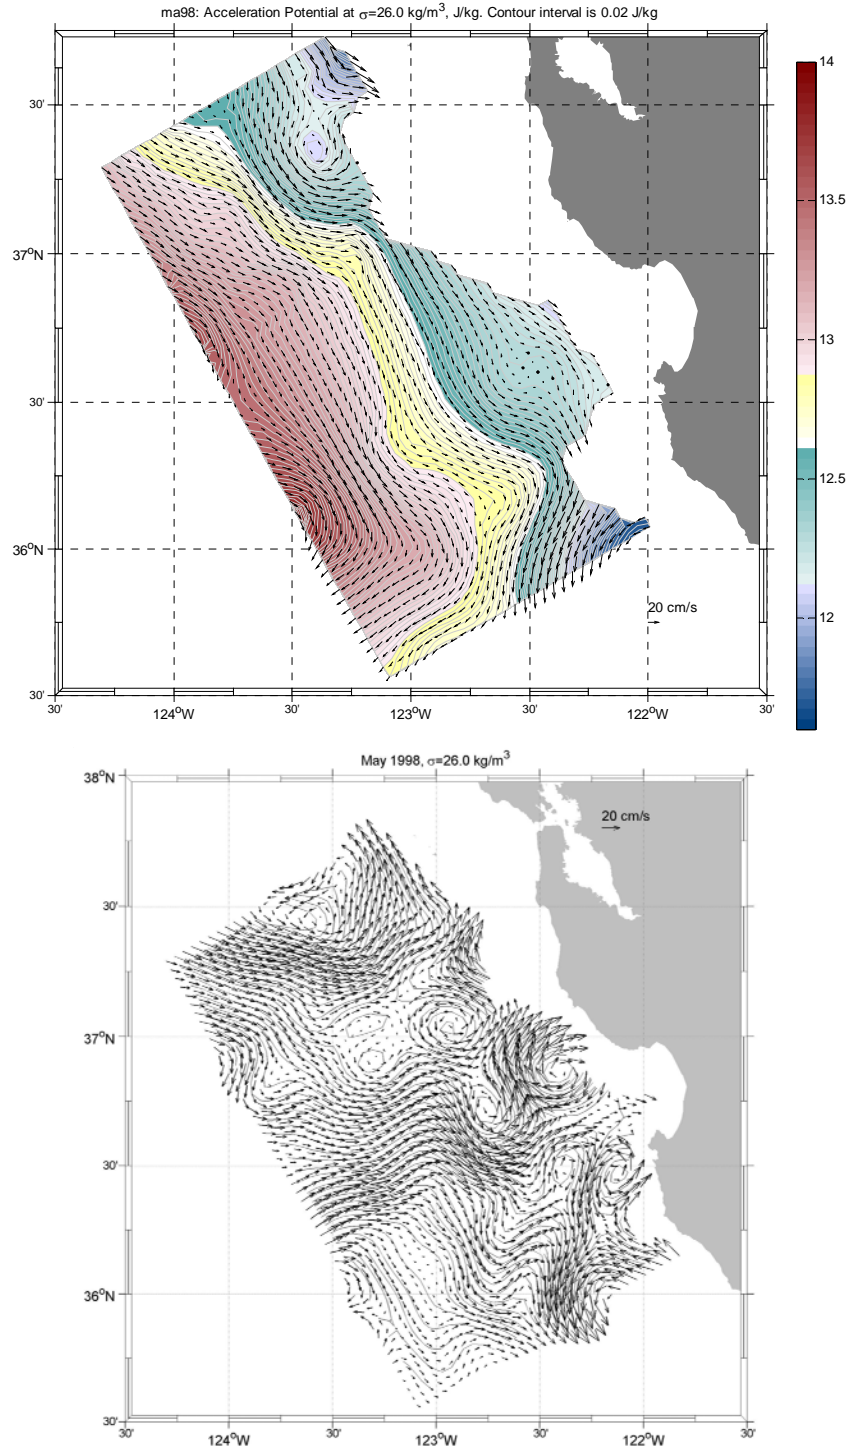 ma98: Acceleration Potential at σ=26.0 kg/m³, J/kg. Contour interval is 0.02 J/kg
14
30'
13.5
37°N
13
30'
12.5
36°N
20 cm/s
12
30'
30' 124°W 30' 123°W 30' 122°W 30'
May 1998, σ=26.0 kg/m³
38°N
20 cm/s
30'
37°N
30'
36°N
30'
30' 124°W 30' 123°W 30' 122°W 30'